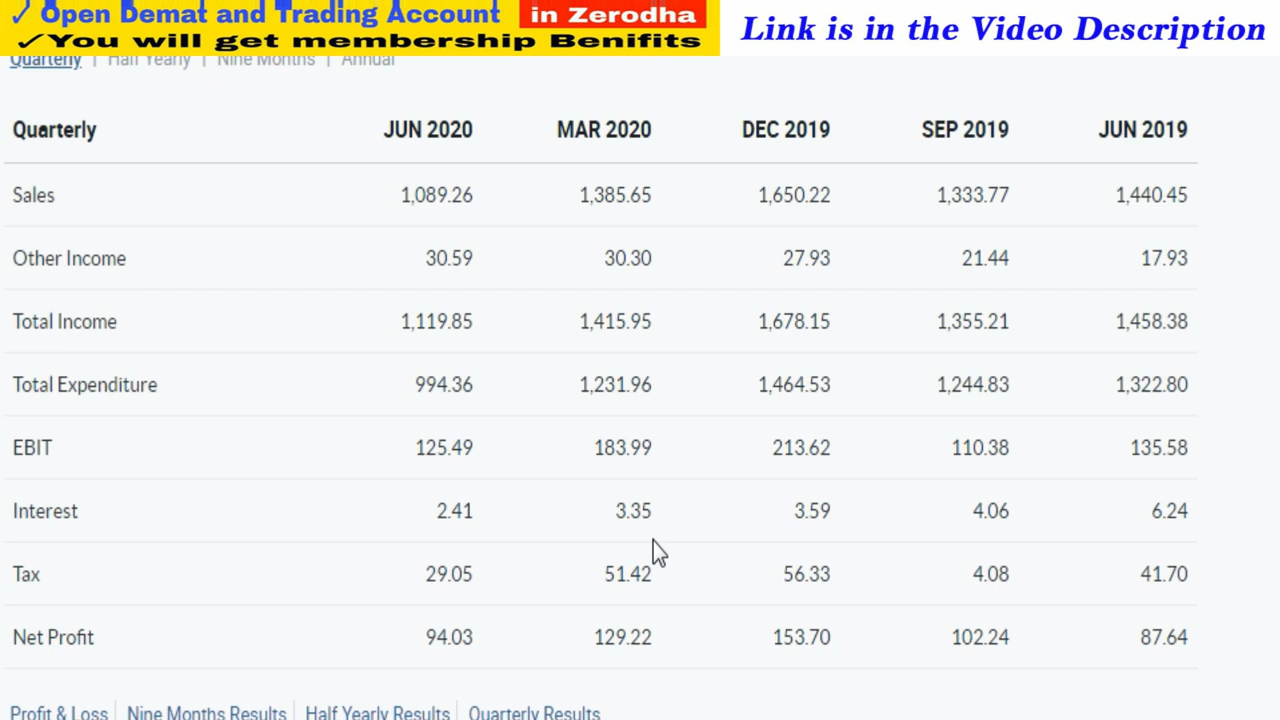 ✓ Open Demat and Trading Account in Zerodha
✓You will get membership Benifits
Link is in the Video Description
Quarterly | Half Yearly | Nine Months | Annual
Quarterly JUN 2020 MAR 2020 DEC 2019 SEP 2019 JUN 2019
Sales 1,089.26 1,385.65 1,650.22 1,333.77 1,440.45
Other Income 30.59 30.30 27.93 21.44 17.93
Total Income 1,119.85 1,415.95 1,678.15 1,355.21 1,458.38
Total Expenditure 994.36 1,231.96 1,464.53 1,244.83 1,322.80
EBIT 125.49 183.99 213.62 110.38 135.58
Interest 2.41 3.35 3.59 4.06 6.24
Tax 29.05 51.42 56.33 4.08 41.70
Net Profit 94.03 129.22 153.70 102.24 87.64
Profit & Loss | Nine Months Results | Half Yearly Results | Quarterly Results